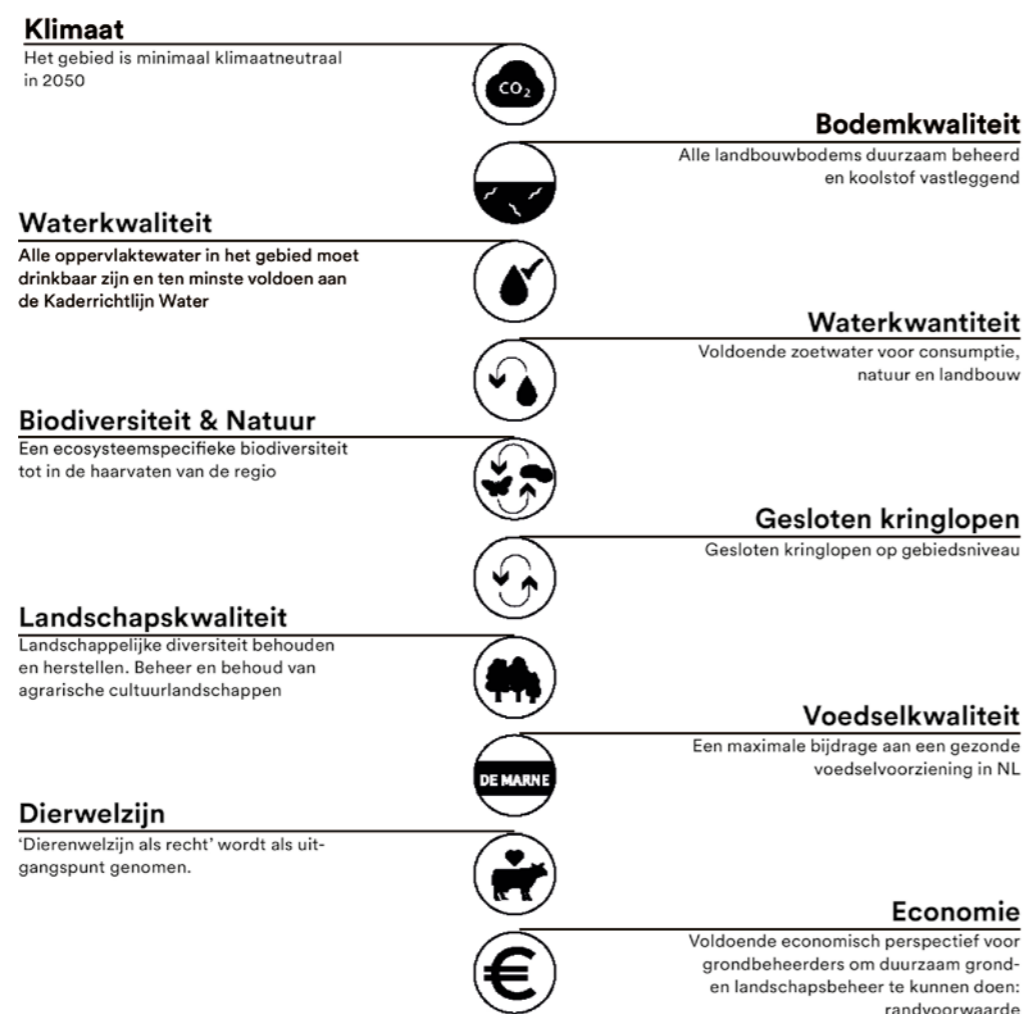 Klimaat
Het gebied is minimaal klimaatneutraal
in 2050
CO₂
Bodemkwaliteit
Alle landbouwbodems duurzaam beheerd
en koolstof vastleggend
Waterkwaliteit
Alle oppervlaktewater in het gebied moet
drinkbaar zijn en ten minste voldoen aan
de Kaderrichtlijn Water
Waterkwantiteit
Voldoende zoetwater voor consumptie,
natuur en landbouw
Biodiversiteit & Natuur
Een ecosysteemspecifieke biodiversiteit
tot in de haarvaten van de regio
Gesloten kringlopen
Gesloten kringlopen op gebiedsniveau
Landschapskwaliteit
Landschappelijke diversiteit behouden
en herstellen. Beheer en behoud van
agrarische cultuurlandschappen
Voedselkwaliteit
Een maximale bijdrage aan een gezonde
voedselvoorziening in NL
DE MARNE
Dierwelzijn
‘Dierenwelzijn als recht’ wordt als uit-
gangspunt genomen.
Economie
Voldoende economisch perspectief voor
grondbeheerders om duurzaam grond-
en landschapsbeheer te kunnen doen:
randvoorwaarde
€